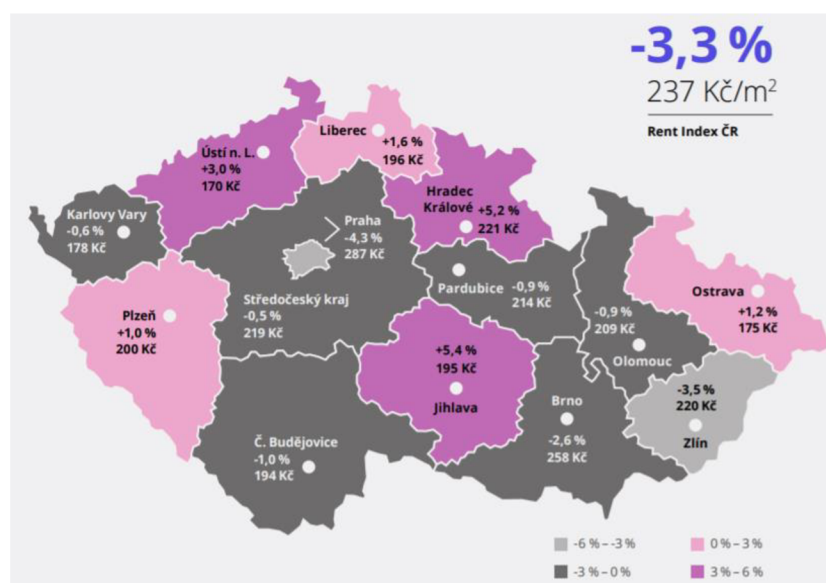 -3,3 %
237 Kč/m²
Rent Index ČR
Liberec
+1,6 %
196 Kč
Ústí n. L.
+3,0 %
170 Kč
Hradec
Králové
+5,2 %
221 Kč
Karlovy Vary
-0,6 %
178 Kč
Praha
-4,3 %
287 Kč
Středočeský kraj
-0,5 %
219 Kč
Pardubice
-0,9 %
214 Kč
-0,9 %
209 Kč
Olomouc
Ostrava
+1,2 %
175 Kč
Plzeň
+1,0 %
200 Kč
+5,4 %
195 Kč
Jihlava
Brno
-2,6 %
258 Kč
-3,5 %
220 Kč
Zlín
Č. Budějovice
-1,0 %
194 Kč
-6 % – -3 %
0 % – 3 %
-3 % – 0 %
3 % – 6 %